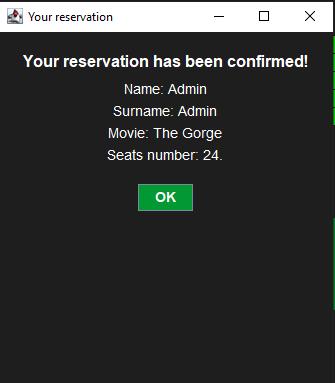 Your reservation
Your reservation has been confirmed!
Name: Admin
Surname: Admin
Movie: The Gorge
Seats number: 24.
OK